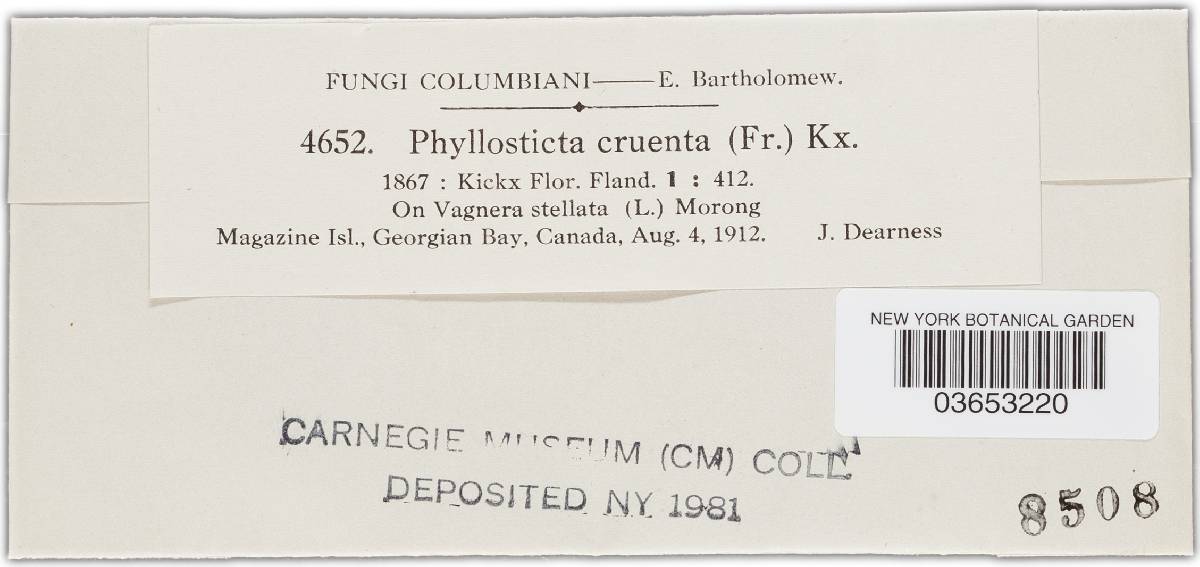 FUNGI COLUMBIANI——E. Bartholomew.
4652. Phyllosticta cruenta (Fr.) Kx.
1867 : Kickx Flor. Fland. 1 : 412.
On Vagnera stellata (L.) Morong
Magazine Isl., Georgian Bay, Canada, Aug. 4, 1912. J. Dearness
NEW YORK BOTANICAL GARDEN
03653220
CARNEGIE MUSEUM (CM) COLL.
DEPOSITED NY 1981
8508